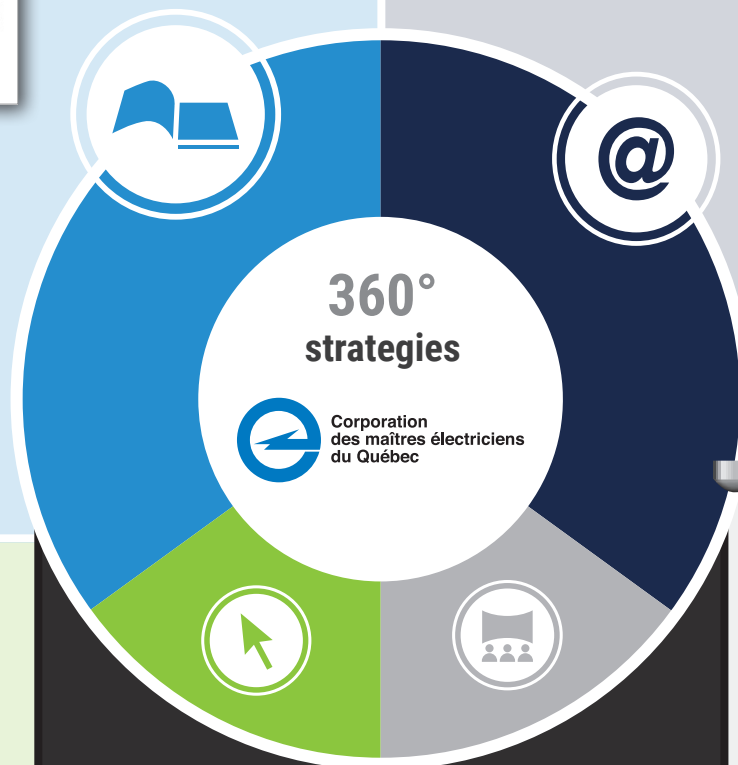 @
360°
strategies
Corporation
des maîtres électriciens
du Québec